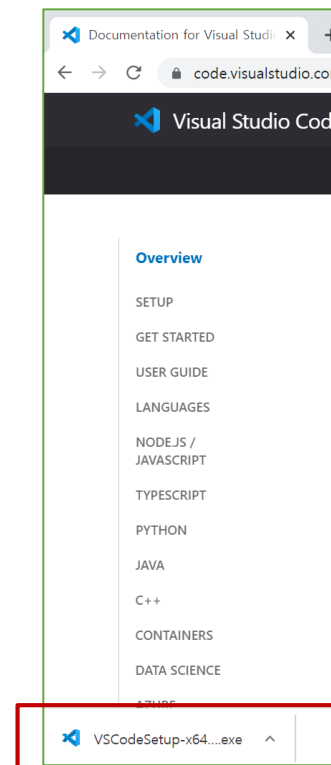 Documentation for Visual Studi
code.visualstudio.co
Visual Studio Cod
Overview
SETUP
GET STARTED
USER GUIDE
LANGUAGES
NODE.JS /
JAVASCRIPT
TYPESCRIPT
PYTHON
JAVA
C++
CONTAINERS
DATA SCIENCE
AZURE
VSCodeSetup-x64....exe